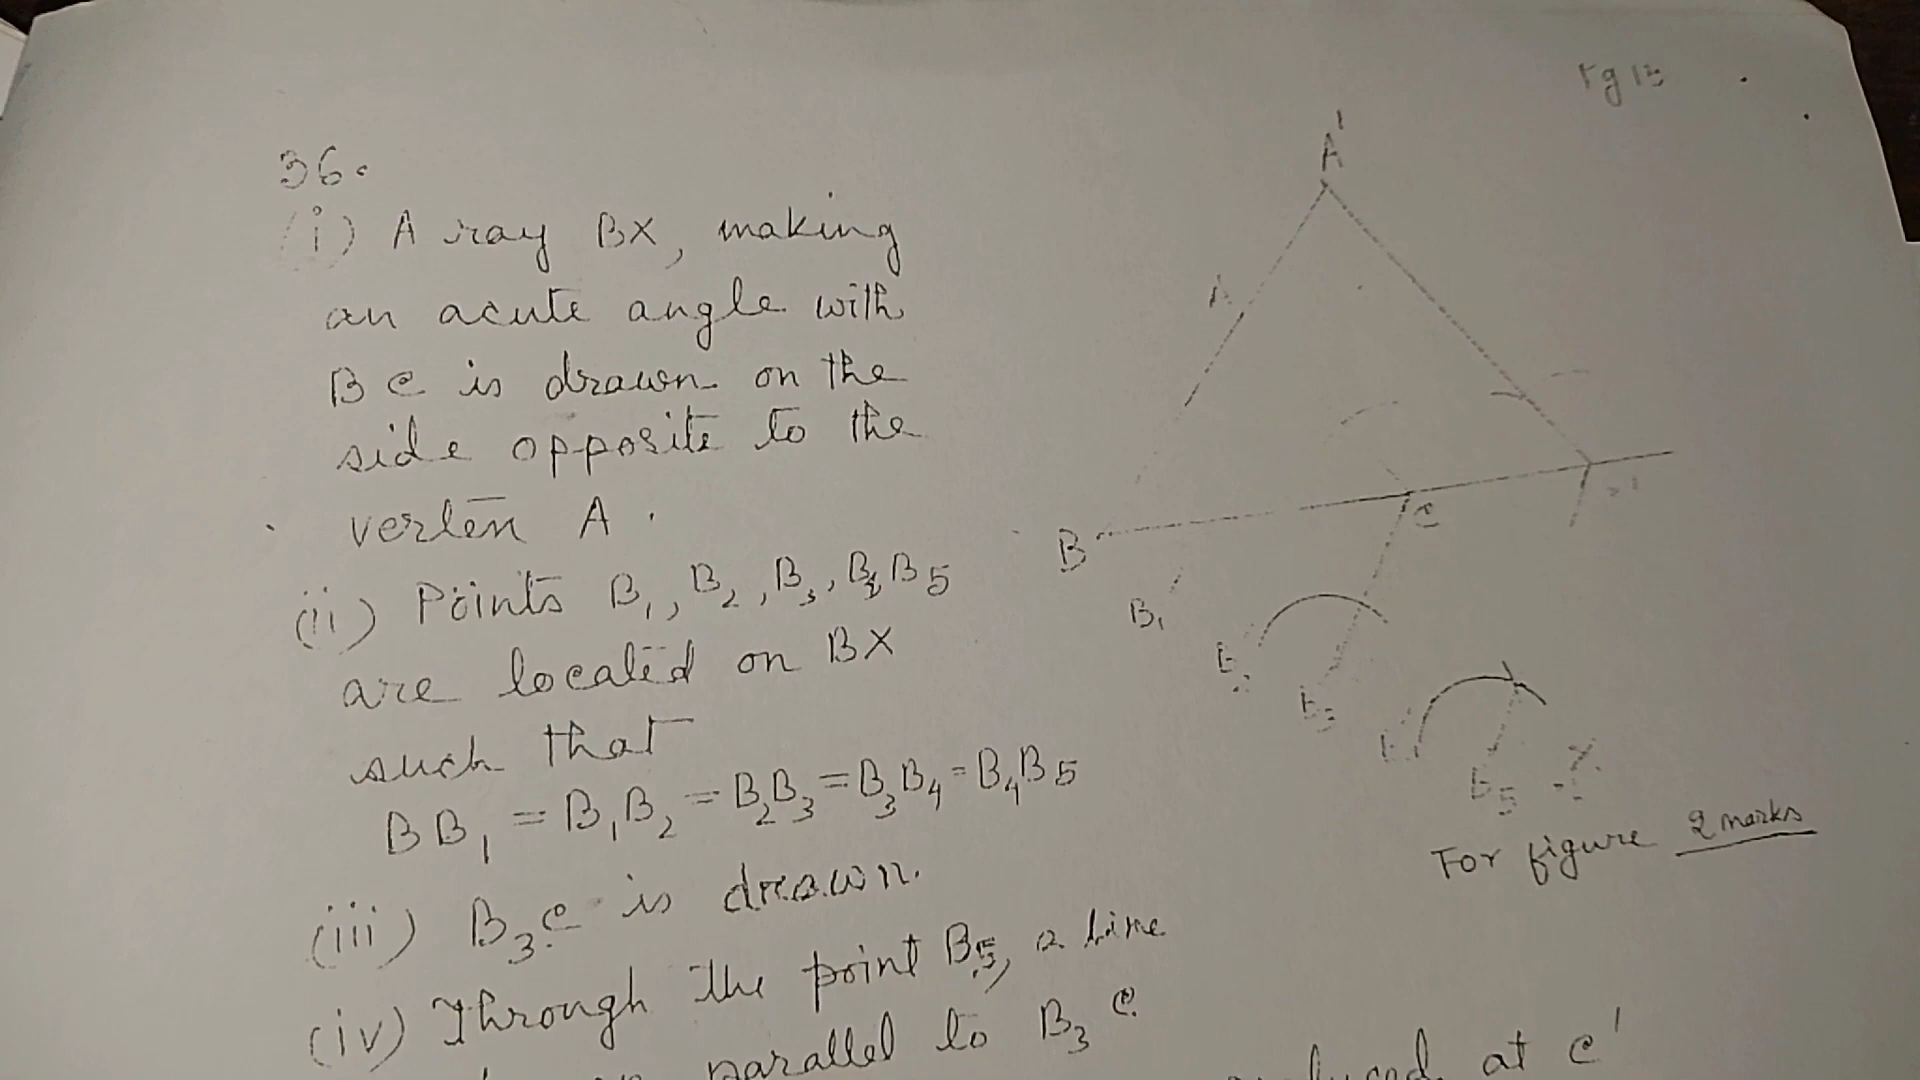 36.
(i) A ray BX, making
an acute angle with
BC is drawn on the
side opposite to the
vertex A.
(ii) Points B1, B2, B3, B4, B5
are located on BX
such that
BB1 = B1B2 = B2B3 = B3B4 = B4B5
(iii) B3C is drawn.
(iv) Through the point B5, a line
parallel to B3C
at C'
A'
A
B
C
B1
B5
X
For figure 2 marks